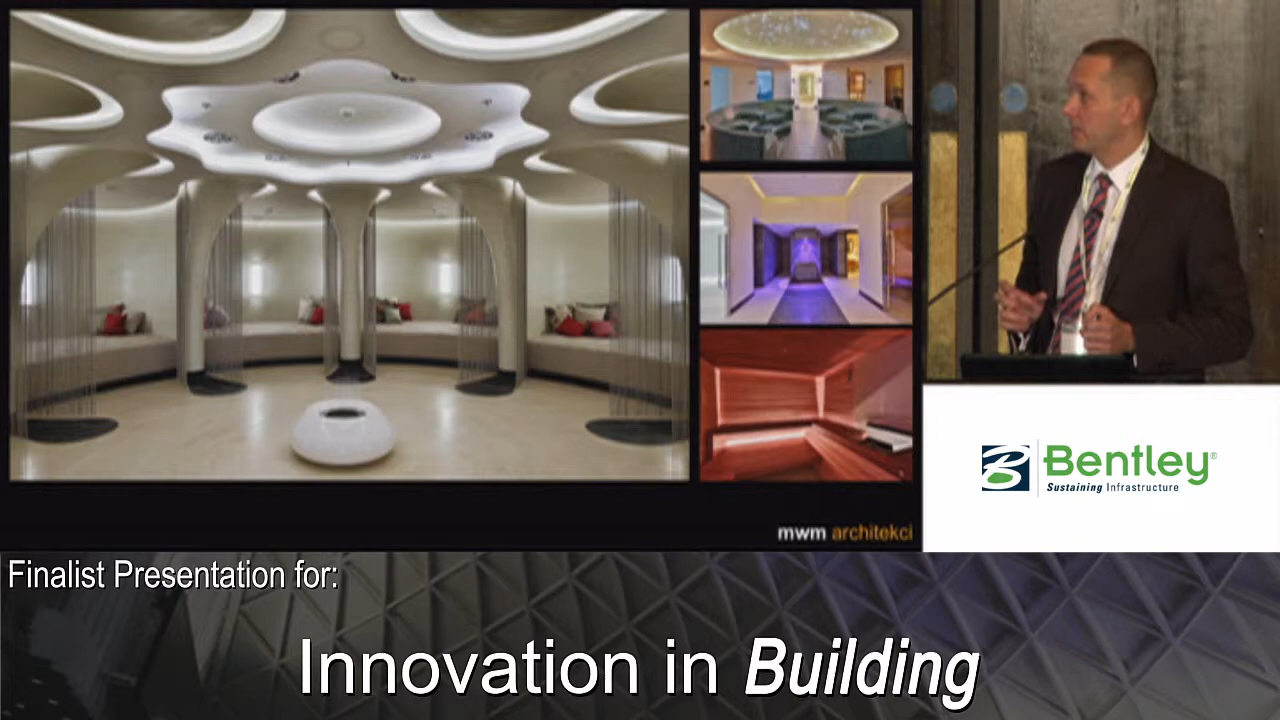 mwm architekci
Bentley®
Sustaining Infrastructure
Finalist Presentation for:
Innovation in Building